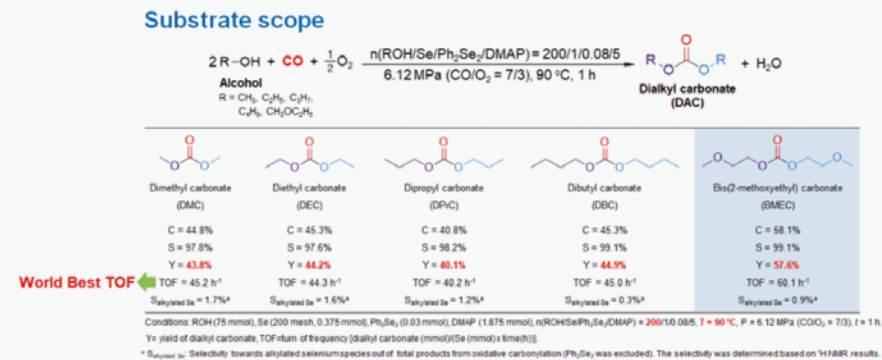 Substrate scope
2 R-OH + CO + 1/2 O₂
n(ROH/Se/Ph₂Se₂/DMAP) = 200/1/0.08/5
6.12 MPa (CO/O₂ = 7/3), 90 °C, 1 h
R O O O R + H₂O
Alcohol
R = CH₃, C₂H₅, C₃H₇,
C₄H₉, CH₃OC₂H₅
Dialkyl carbonate
(DAC)
Dimethyl carbonate
(DMC)
C = 44.8%
S = 97.8%
Y = 43.8%
World Best TOF
TOF = 45.2 h⁻¹
S alkylated Se = 1.7%ᵃ
Diethyl carbonate
(DEC)
C = 45.3%
S = 97.6%
Y = 44.2%
TOF = 44.3 h⁻¹
S alkylated Se = 1.6%ᵃ
Dipropyl carbonate
(DPrC)
C = 40.8%
S = 98.2%
Y = 40.1%
TOF = 40.2 h⁻¹
S alkylated Se = 1.2%ᵃ
Dibutyl carbonate
(DBC)
C = 45.3%
S = 99.1%
Y = 44.9%
TOF = 45.0 h⁻¹
S alkylated Se = 0.3%ᵃ
Bis(2-methoxyethyl) carbonate
(BMEC)
C = 58.1%
S = 99.1%
Y = 57.6%
TOF = 60.1 h⁻¹
S alkylated Se = 0.9%ᵃ
Conditions: ROH (75 mmol), Se (200 mesh, 0.375 mmol), Ph₂Se₂ (0.03 mmol), DMAP (1.875 mmol), n(ROH/Se/Ph₂Se₂/DMAP) = 200/1/0.08/5, T = 90 °C, P = 6.12 MPa (CO/O₂ = 7/3), t = 1 h,
Y= yield of dialkyl carbonate, TOF=turn of frequency [dialkyl carbonate (mmol)/(Se (mmol) x time(h))].
ᵃ S alkylated Se: Selectivity towards alkylated selenium species out of total products from oxidative carbonylation (Ph₂Se₂ was excluded). The selectivity was determined based on ¹H NMR results.